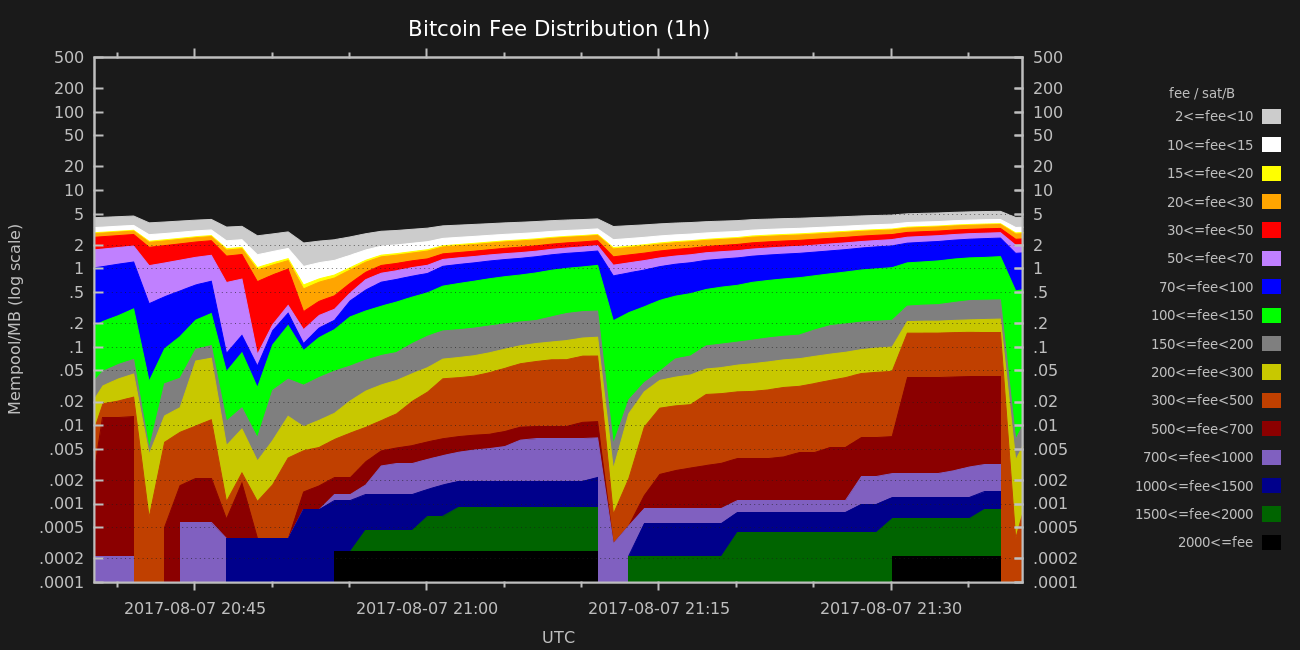 Bitcoin Fee Distribution (1h)
500
200
100
50
20
10
5
2
1
.5
.2
.1
.05
.02
.01
.005
.002
.001
.0005
.0002
.0001
Mempool/MB (log scale)
500
200
100
50
20
10
5
2
1
.5
.2
.1
.05
.02
.01
.005
.002
.001
.0005
.0002
.0001
2017-08-07 20:45
2017-08-07 21:00
2017-08-07 21:15
2017-08-07 21:30
UTC
fee / sat/B
2<=fee<10
10<=fee<15
15<=fee<20
20<=fee<30
30<=fee<50
50<=fee<70
70<=fee<100
100<=fee<150
150<=fee<200
200<=fee<300
300<=fee<500
500<=fee<700
700<=fee<1000
1000<=fee<1500
1500<=fee<2000
2000<=fee